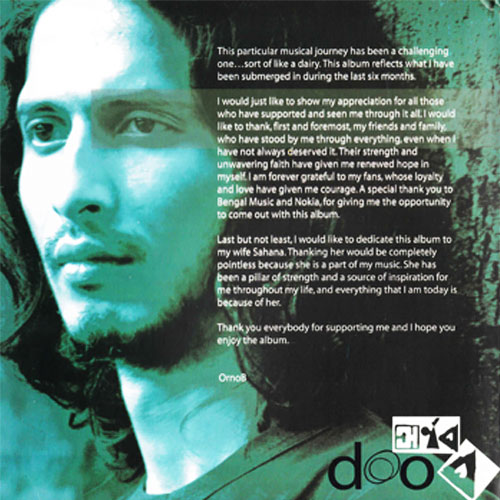 This particular musical journey has been a challenging
one...sort of like a dairy. This album reflects what I have
been submerged in during the last six months.
I would just like to show my appreciation for all those
who have supported and seen me through it all. I would
like to thank, first and foremost, my friends and family,
who have stood by me through everything, even when I
have not always deserved it. Their strength and
unwavering faith have given me renewed hope in
myself. I am forever grateful to my fans, whose loyalty
and love have given me courage. A special thank you to
Bengal Music and Nokia, for giving me the opportunity
to come out with this album.
Last but not least, I would like to dedicate this album to
my wife Sahana. Thanking her would be completely
pointless because she is a part of my music. She has
been a pillar of strength and a source of inspiration for
me throughout my life, and everything that I am today is
because of her.
Thank you everybody for supporting me and I hope you
enjoy the album.
OrnoB
doo